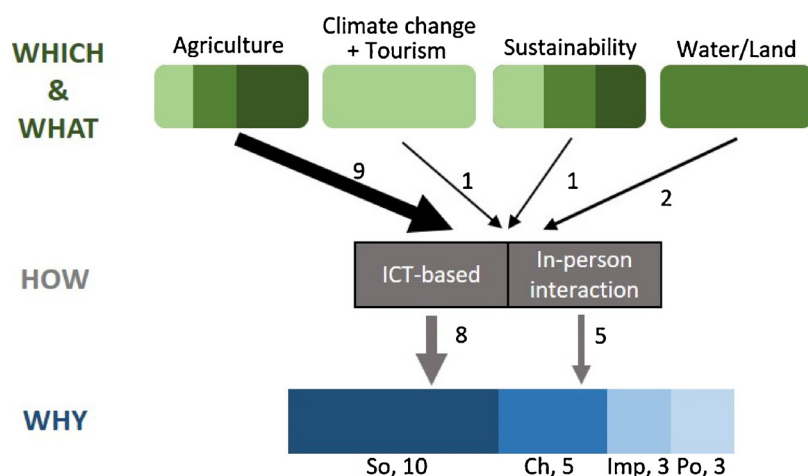 WHICH
&
WHAT
Agriculture
Climate change
+ Tourism
Sustainability
Water/Land
9
1
1
2
HOW
ICT-based
In-person
interaction
8
5
WHY
So, 10
Ch, 5
Imp, 3
Po, 3